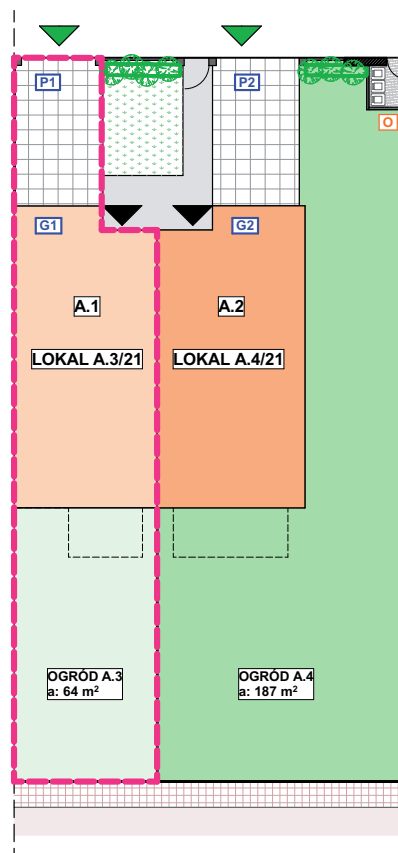 P1
P2
O
G1
G2
A.1
A.2
LOKAL A.3/21
LOKAL A.4/21
OGRÓD A.3
a: 64 m²
OGRÓD A.4
a: 187 m²